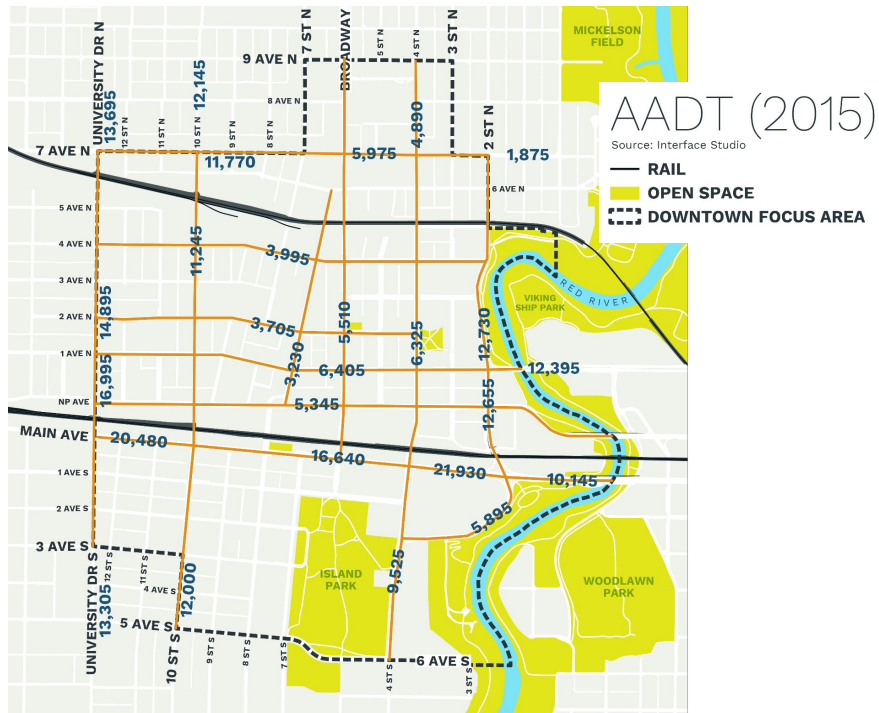 MICKELSON
FIELD
AADT (2015)
Source: Interface Studio
RAIL
OPEN SPACE
DOWNTOWN FOCUS AREA
UNIVERSITY DR N
13,695
12 ST N
11 ST N
10 ST N
12,145
9 ST N
8 ST N
9 AVE N
7 ST N
BROADWAY
5 ST N
4 ST N
3 ST N
8 AVE N
4,890
2 ST N
7 AVE N
11,770
5,975
1,875
6 AVE N
5 AVE N
4 AVE N
11,245
3,995
3 AVE N
RED RIVER
VIKING
SHIP PARK
14,895
2 AVE N
3,705
5,510
6,325
12,730
1 AVE N
3,230
6,405
12,395
16,995
NP AVE
5,345
12,655
MAIN AVE
20,480
16,640
21,930
10,145
1 AVE S
2 AVE S
5,895
3 AVE S
12 ST S
11 ST S
4 AVE S
12,000
ISLAND
PARK
9,525
WOODLAWN
PARK
UNIVERSITY DR S
13,305
5 AVE S
10 ST S
9 ST S
8 ST S
7 ST S
4 ST S
6 AVE S
3 ST S